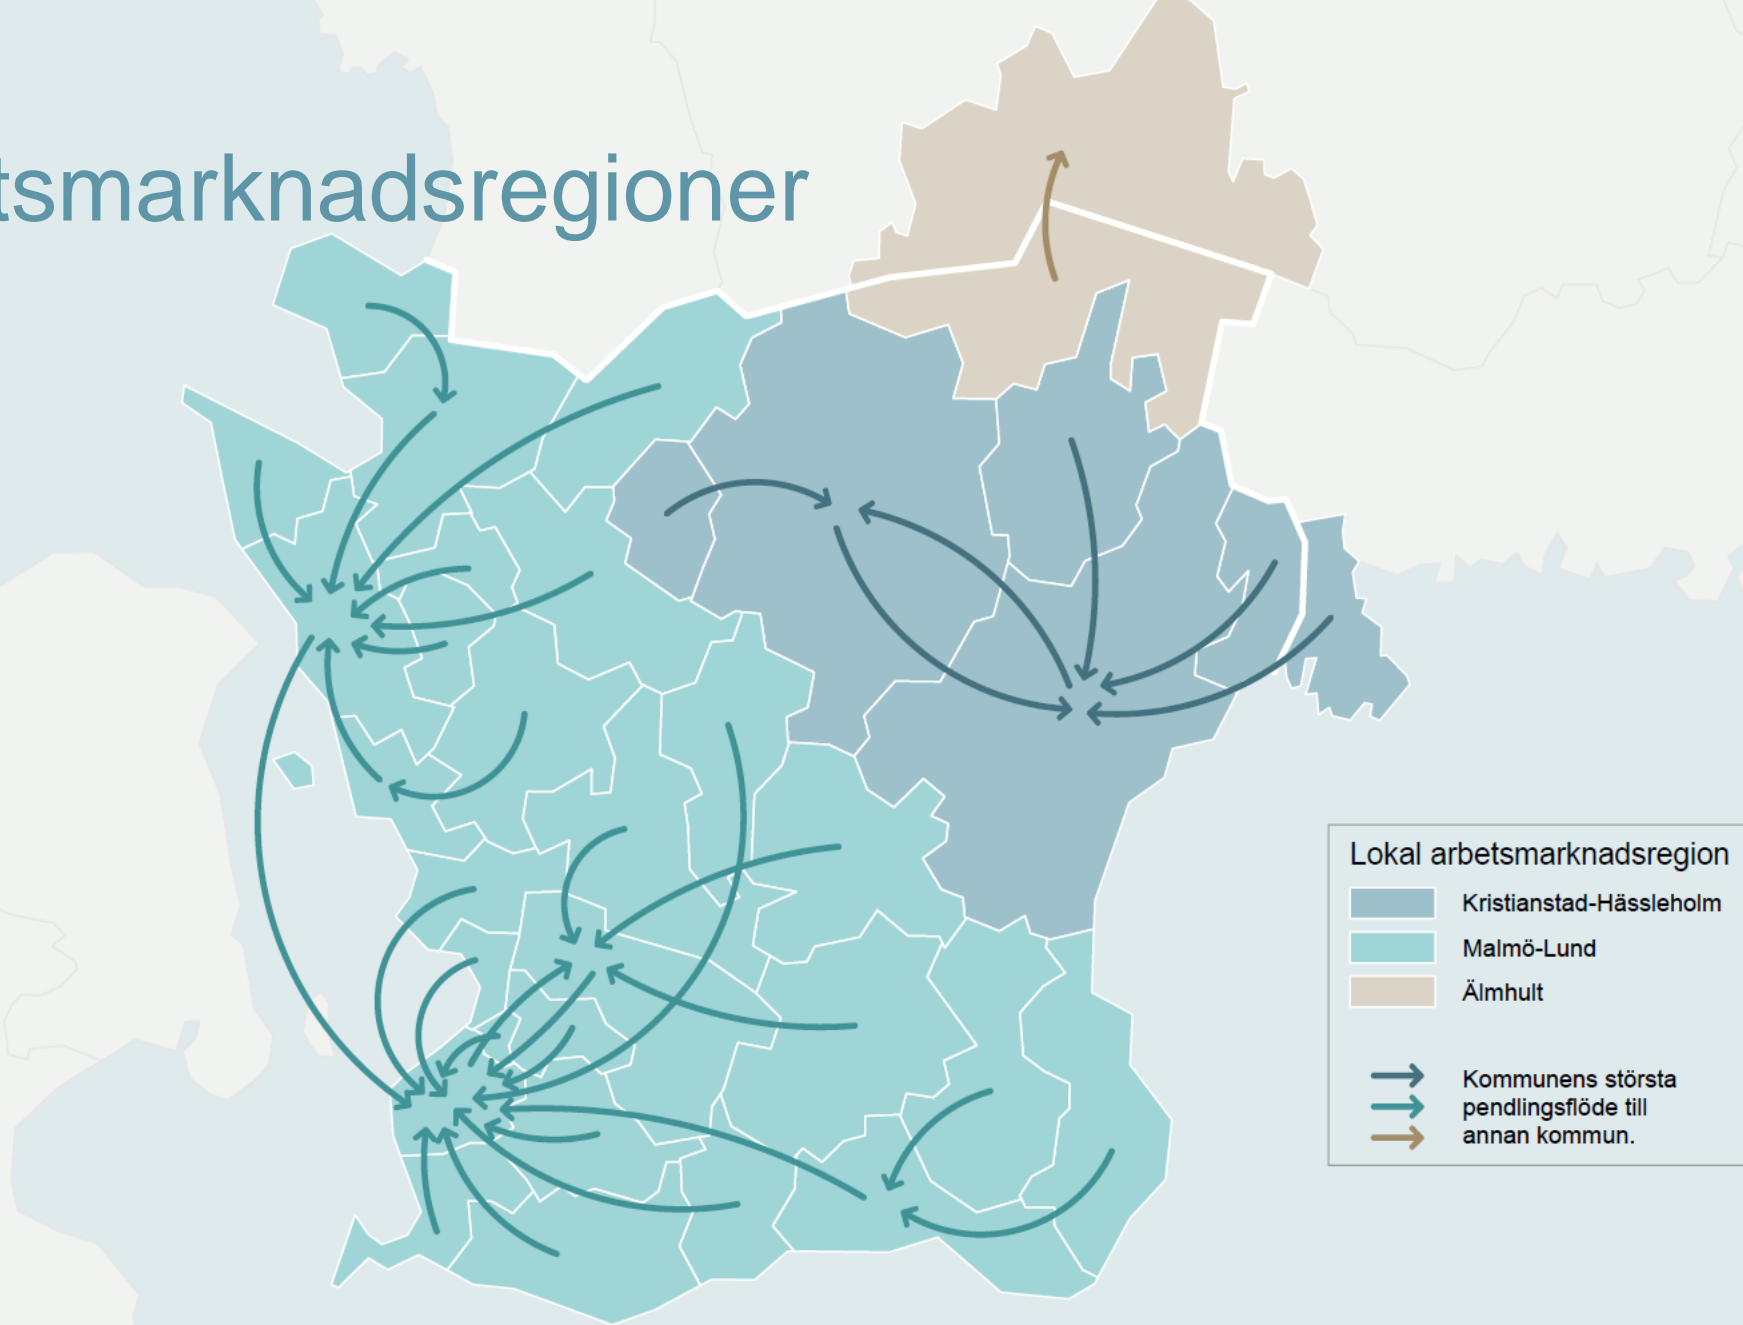 tsmarknadsregioner
Lokal arbetsmarknadsregion
Kristianstad-Hässleholm
Malmö-Lund
Älmhult
Kommunens största
pendlingsflöde till
annan kommun.